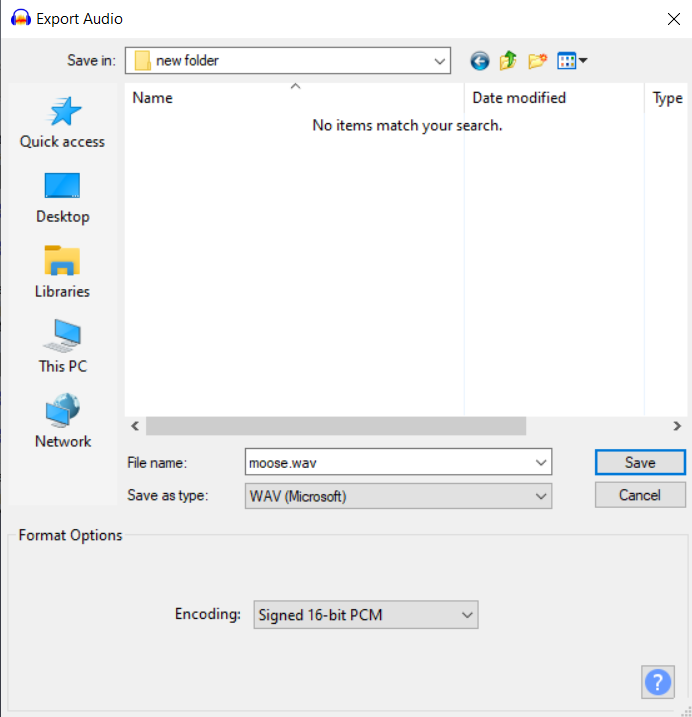 Export Audio
Save in: new folder
Name Date modified Type
No items match your search.
Quick access
Desktop
Libraries
This PC
Network
File name: moose.wav Save
Save as type: WAV (Microsoft) Cancel
Format Options
Encoding: Signed 16-bit PCM
?